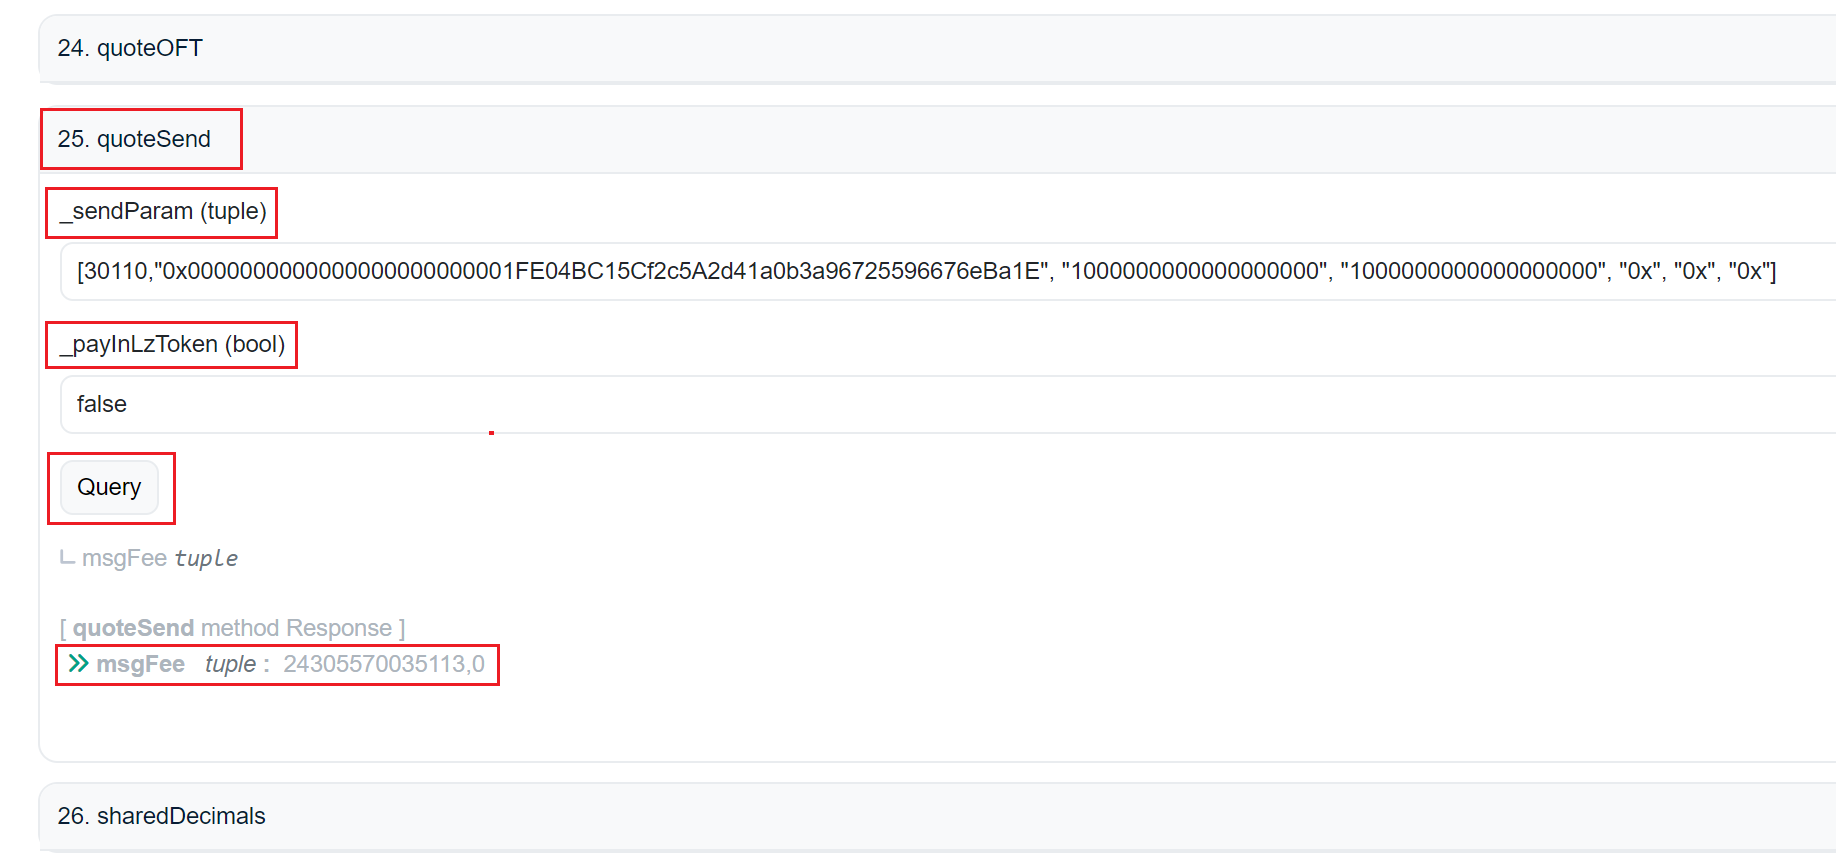 24. quoteOFT
25. quoteSend
_sendParam (tuple)
[30110,"0x0000000000000000000000001FE04BC15Cf2c5A2d41a0b3a96725596676eBa1E", "1000000000000000000", "1000000000000000000", "0x", "0x", "0x"]
_payInLzToken (bool)
false
Query
msgFee tuple
[ quoteSend method Response ]
msgFee tuple : 24305570035113,0
26. sharedDecimals